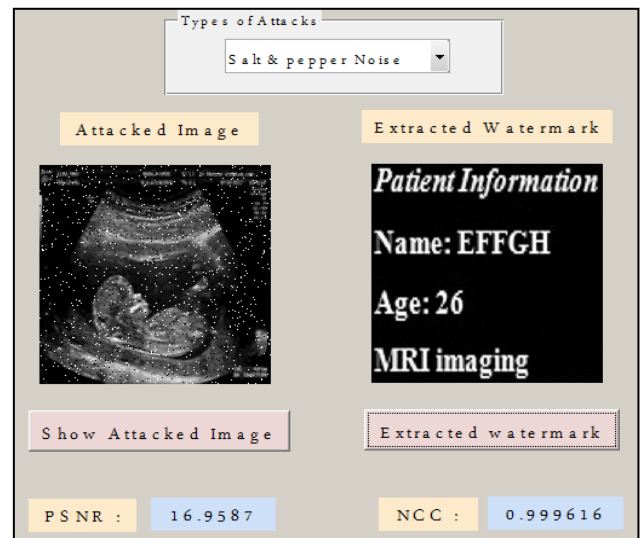 Types of Attacks
Salt & pepper Noise
Attacked Image
Extracted Watermark
Patient Information
Name: EFFGH
Age: 26
MRI imaging
Show Attacked Image
Extracted watermark
PSNR :
16.9587
NCC :
0.999616